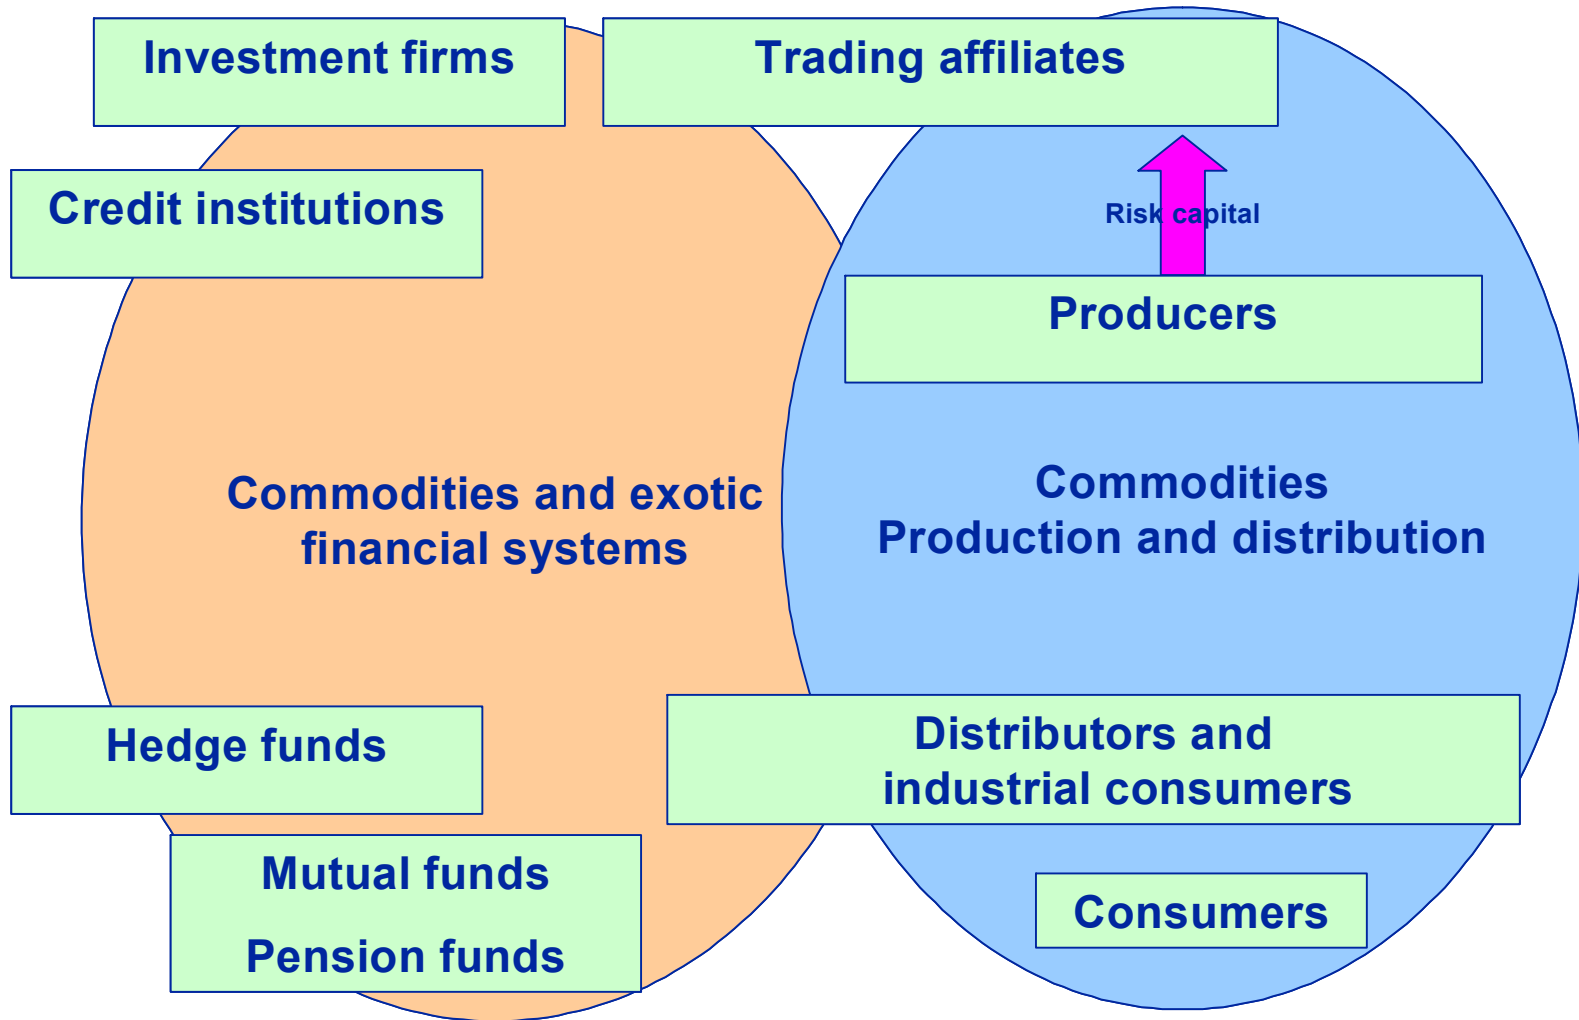 Investment firms
Trading affiliates
Credit institutions
Risk capital
Producers
Commodities and exotic
financial systems
Commodities
Production and distribution
Hedge funds
Distributors and
industrial consumers
Mutual funds
Pension funds
Consumers